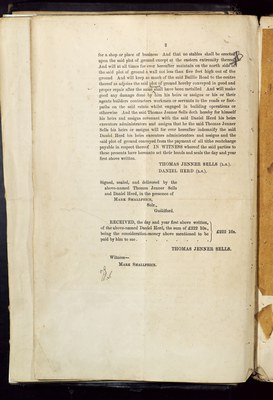 2
for a shop or place of business And that no stables shall be erected
upon the said plot of ground except at the eastern extremity thereof
And will at all times for ever hereafter maintain on the north side of
the said plot of ground a wall not less than five feet high out of the
ground And will keep so much of the Baillie Road to the centre
thereof as adjoins the said plot of ground hereby conveyed in good and
proper repair after the same shall have been metalled And will make
good any damage done by him his heirs or assigns or his or their
agents builders contractors workmen or servants to the roads or foot-
paths on the said estate whilst engaged in building operations or
otherwise And the said Thomas Jenner Sells doth hereby for himself
his heirs and assigns covenant with the said Daniel Herd his heirs
executors administrators and assigns that he the said Thomas Jenner
Sells his heirs or assigns will for ever hereafter indemnify the said
Daniel Herd his heirs executors administrators and assigns and the
said plot of ground conveyed from the payment of all tithe rentcharge
payable in respect thereof IN WITNESS whereof the said parties to
these presents have hereunto set their hands and seals the day and year
first above written.
THOMAS JENNER SELLS (L.S.).
DANIEL HERD (L.S.).
Signed, sealed, and delivered by the
above-named Thomas Jenner Sells
and Daniel Herd, in the presence of
MARK SMALLPEICE,
Solr.,
Guildford.
RECEIVED, the day and year first above written,
of the above-named Daniel Herd, the sum of £232 10s.,
being the consideration-money above mentioned to be
paid by him to me.
£232 10s.
THOMAS JENNER SELLS.
Witness—
MARK SMALLPEICE.